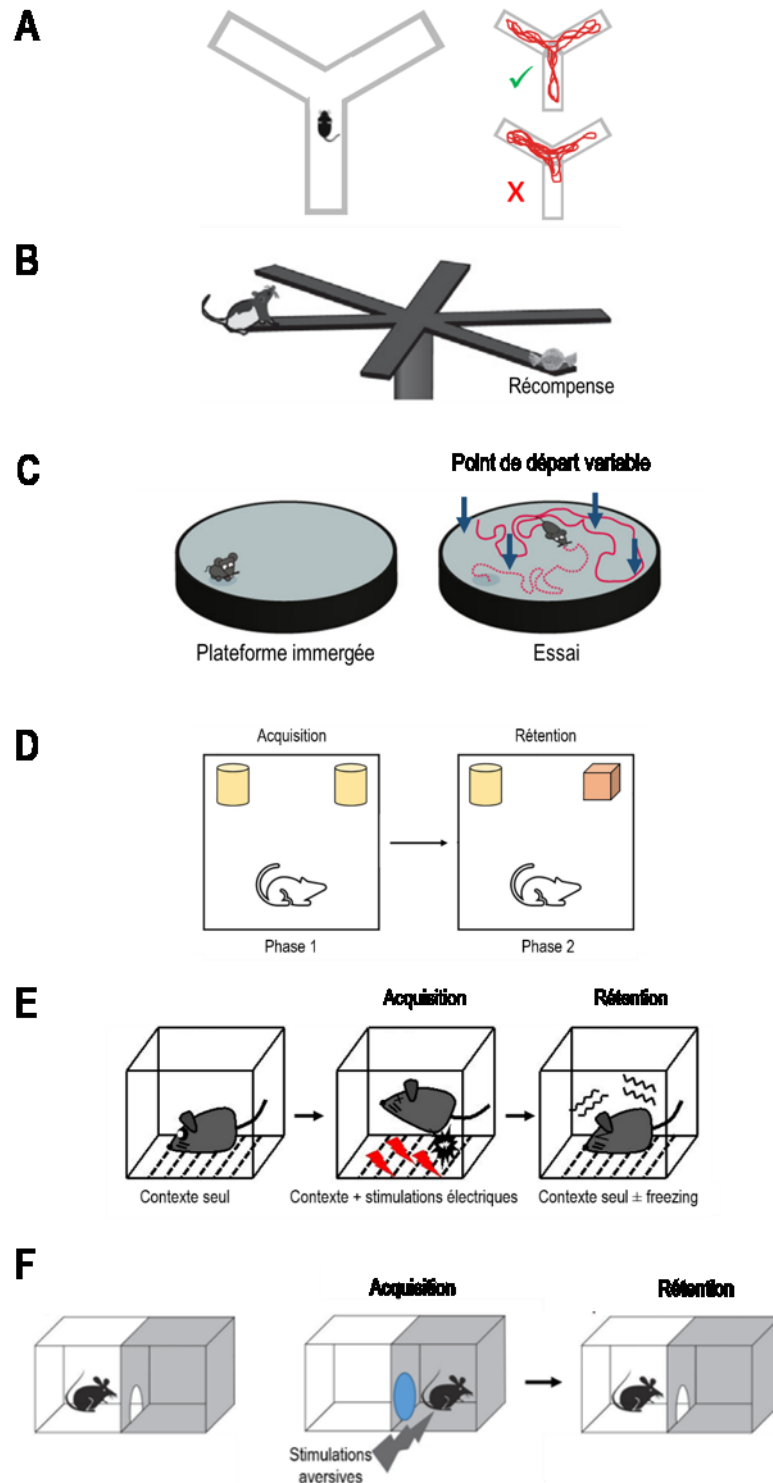 A
✓
X
B
Récompense
C
Point de départ variable
Plateforme immergée
Essai
D
Acquisition
Rétention
Phase 1
Phase 2
E
Acquisition
Rétention
Contexte seul
Contexte + stimulations électriques
Contexte seul ± freezing
F
Acquisition
Rétention
Stimulations
aversives